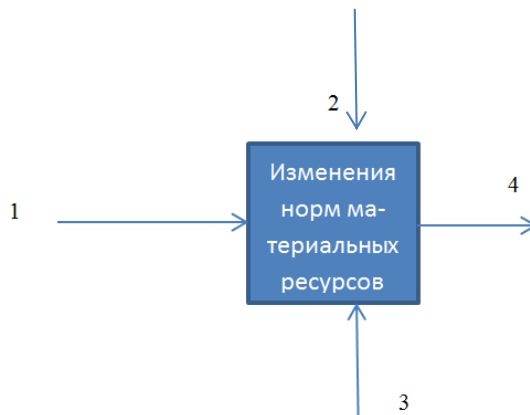 2
Изменения
норм ма-
териальных
ресурсов
1
4
3